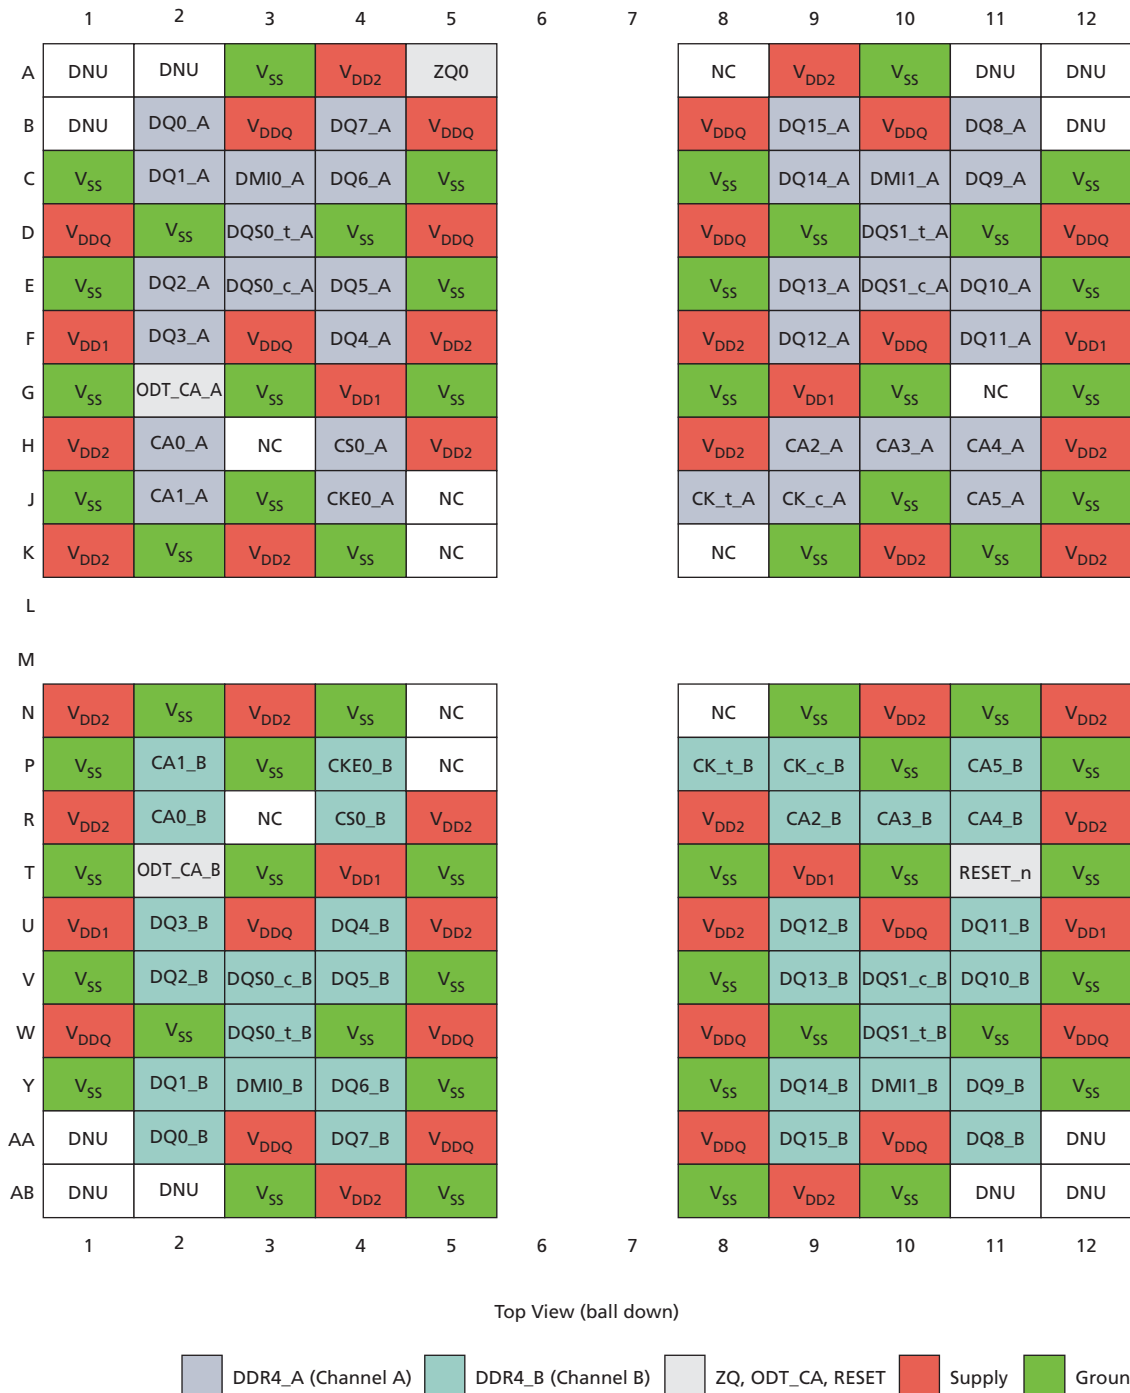 1 2 3 4 5 6 7 8 9 10 11 12
A DNU DNU VSS VDD2 ZQ0 NC VDD2 VSS DNU DNU
B DNU DQ0_A VDDQ DQ7_A VDDQ VDDQ DQ15_A VDDQ DQ8_A DNU
C VSS DQ1_A DMI0_A DQ6_A VSS VSS DQ14_A DMI1_A DQ9_A VSS
D VDDQ VSS DQS0_t_A VSS VDDQ VDDQ VSS DQS1_t_A VSS VDDQ
E VSS DQ2_A DQS0_c_A DQ5_A VSS VSS DQ13_A DQS1_c_A DQ10_A VSS
F VDD1 DQ3_A VDDQ DQ4_A VDD2 VDD2 DQ12_A VDDQ DQ11_A VDD1
G VSS ODT_CA_A VSS VDD1 VSS VSS VDD1 VSS NC VSS
H VDD2 CA0_A NC CS0_A VDD2 VDD2 CA2_A CA3_A CA4_A VDD2
J VSS CA1_A VSS CKE0_A NC CK_t_A CK_c_A VSS CA5_A VSS
K VDD2 VSS VDD2 VSS NC NC VSS VDD2 VSS VDD2
L
M
N VDD2 VSS VDD2 VSS NC NC VSS VDD2 VSS VDD2
P VSS CA1_B VSS CKE0_B NC CK_t_B CK_c_B VSS CA5_B VSS
R VDD2 CA0_B NC CS0_B VDD2 VDD2 CA2_B CA3_B CA4_B VDD2
T VSS ODT_CA_B VSS VDD1 VSS VSS VDD1 VSS RESET_n VSS
U VDD1 DQ3_B VDDQ DQ4_B VDD2 VDD2 DQ12_B VDDQ DQ11_B VDD1
V VSS DQ2_B DQS0_c_B DQ5_B VSS VSS DQ13_B DQS1_c_B DQ10_B VSS
W VDDQ VSS DQS0_t_B VSS VDDQ VDDQ VSS DQS1_t_B VSS VDDQ
Y VSS DQ1_B DMI0_B DQ6_B VSS VSS DQ14_B DMI1_B DQ9_B VSS
AA DNU DQ0_B VDDQ DQ7_B VDDQ VDDQ DQ15_B VDDQ DQ8_B DNU
AB DNU DNU VSS VDD2 VSS VSS VDD2 VSS DNU DNU
1 2 3 4 5 6 7 8 9 10 11 12
Top View (ball down)
DDR4_A (Channel A) DDR4_B (Channel B) ZQ, ODT_CA, RESET Supply Groun